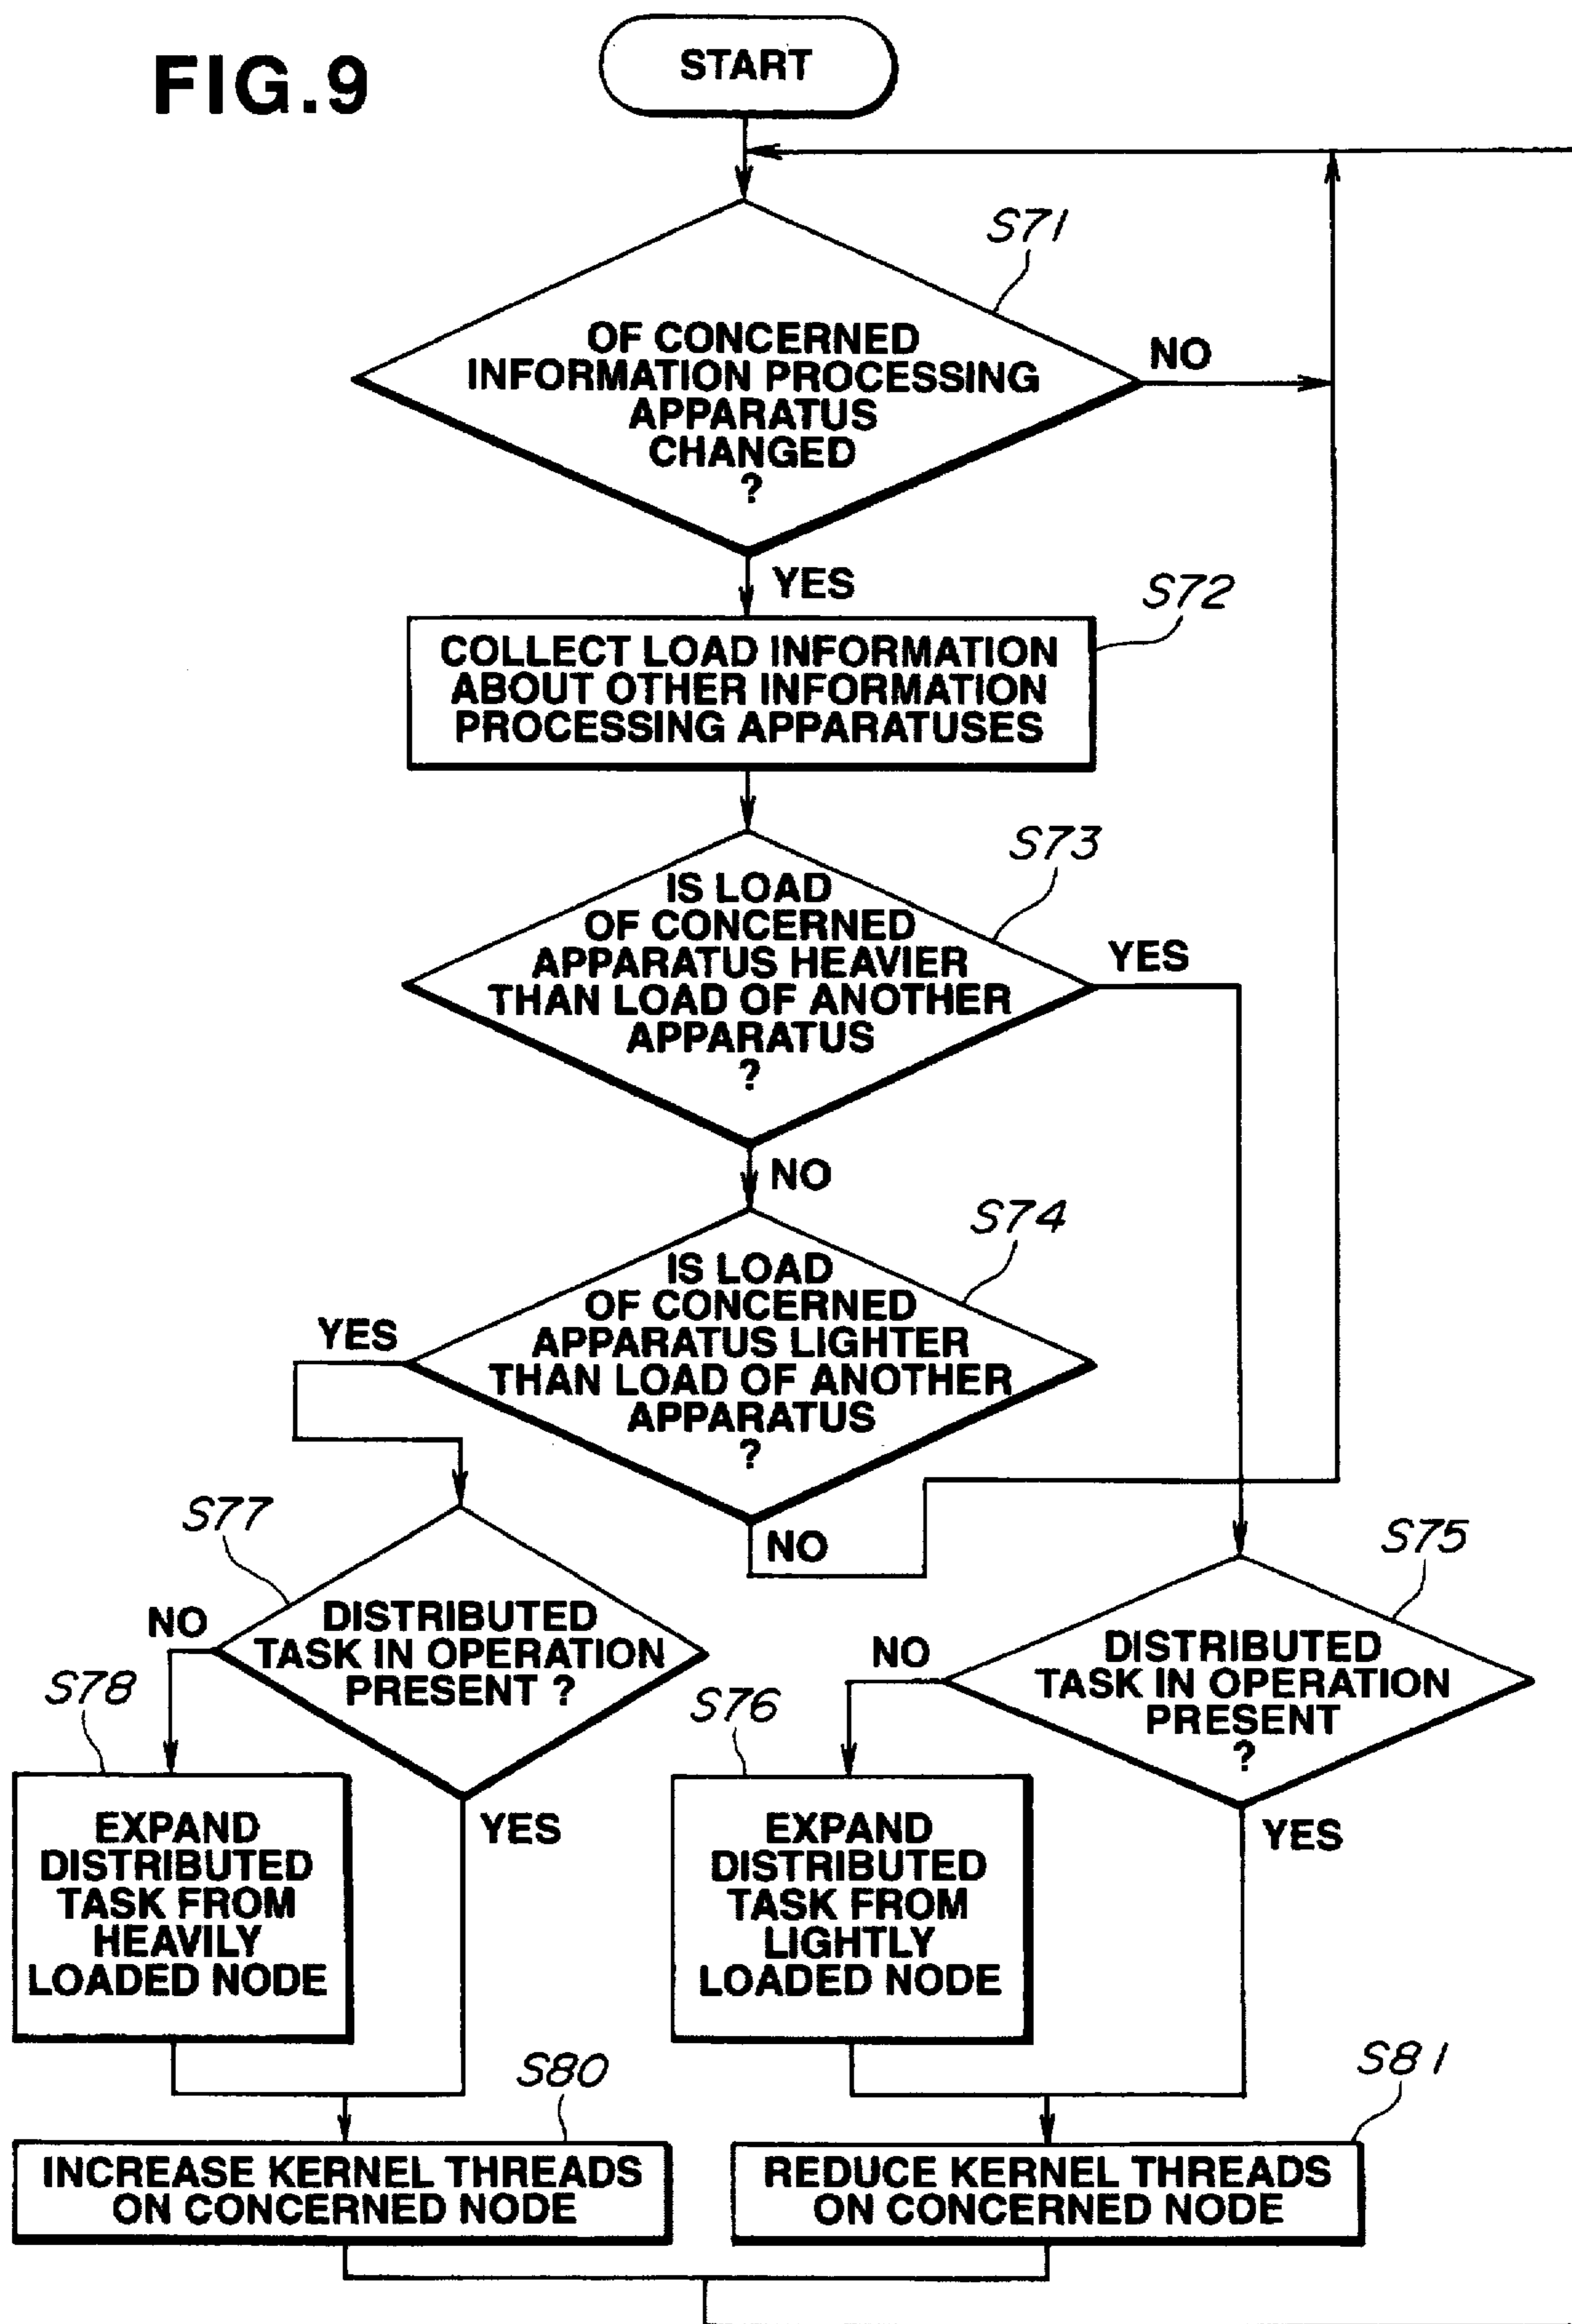 FIG.9
START
S71
OF CONCERNED
INFORMATION PROCESSING
APPARATUS
CHANGED
?
NO
YES
S72
COLLECT LOAD INFORMATION
ABOUT OTHER INFORMATION
PROCESSING APPARATUSES
S73
IS LOAD
OF CONCERNED
APPARATUS HEAVIER
THAN LOAD OF ANOTHER
APPARATUS
?
YES
NO
S74
IS LOAD
OF CONCERNED
APPARATUS LIGHTER
THAN LOAD OF ANOTHER
APPARATUS
?
YES
NO
S77
DISTRIBUTED
TASK IN OPERATION
PRESENT ?
NO
YES
S75
DISTRIBUTED
TASK IN OPERATION
PRESENT
?
NO
YES
S78
EXPAND
DISTRIBUTED
TASK FROM
HEAVILY
LOADED NODE
S76
EXPAND
DISTRIBUTED
TASK FROM
LIGHTLY
LOADED NODE
S80
INCREASE KERNEL THREADS
ON CONCERNED NODE
S81
REDUCE KERNEL THREADS
ON CONCERNED NODE